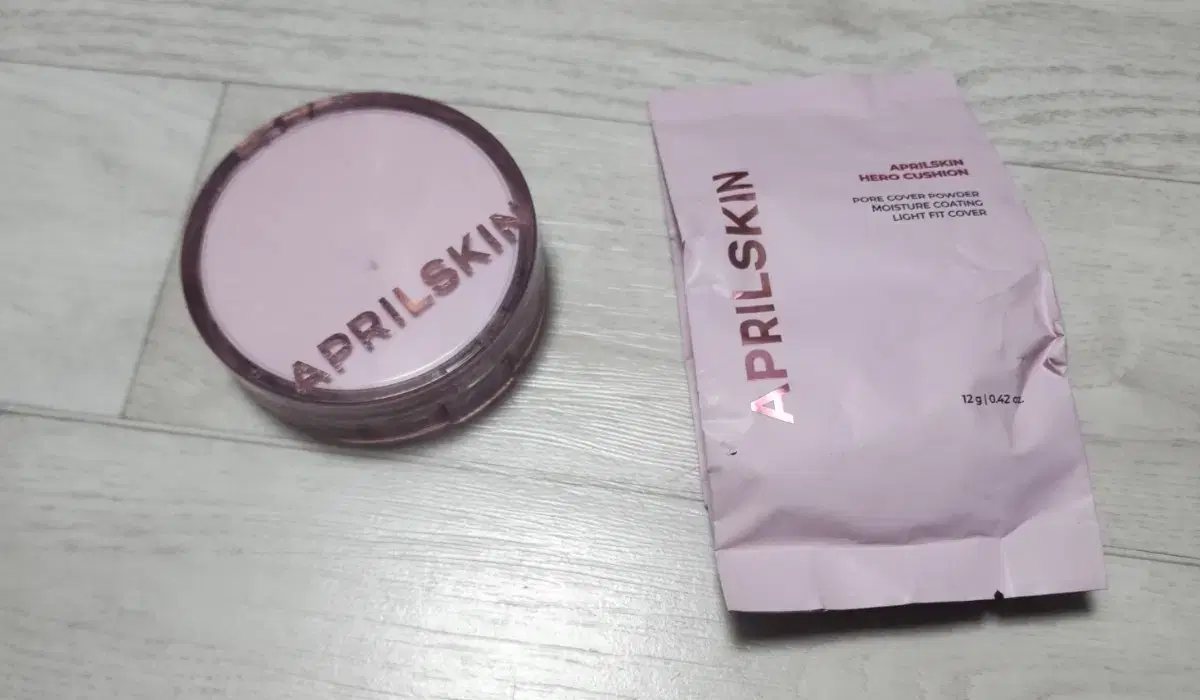 APRILSKIN
APRILSKIN
APRILSKIN
HERO CUSHION
PORE COVER POWDER
MOISTURE COATING
LIGHT FIT COVER
12 g | 0.42 oz.